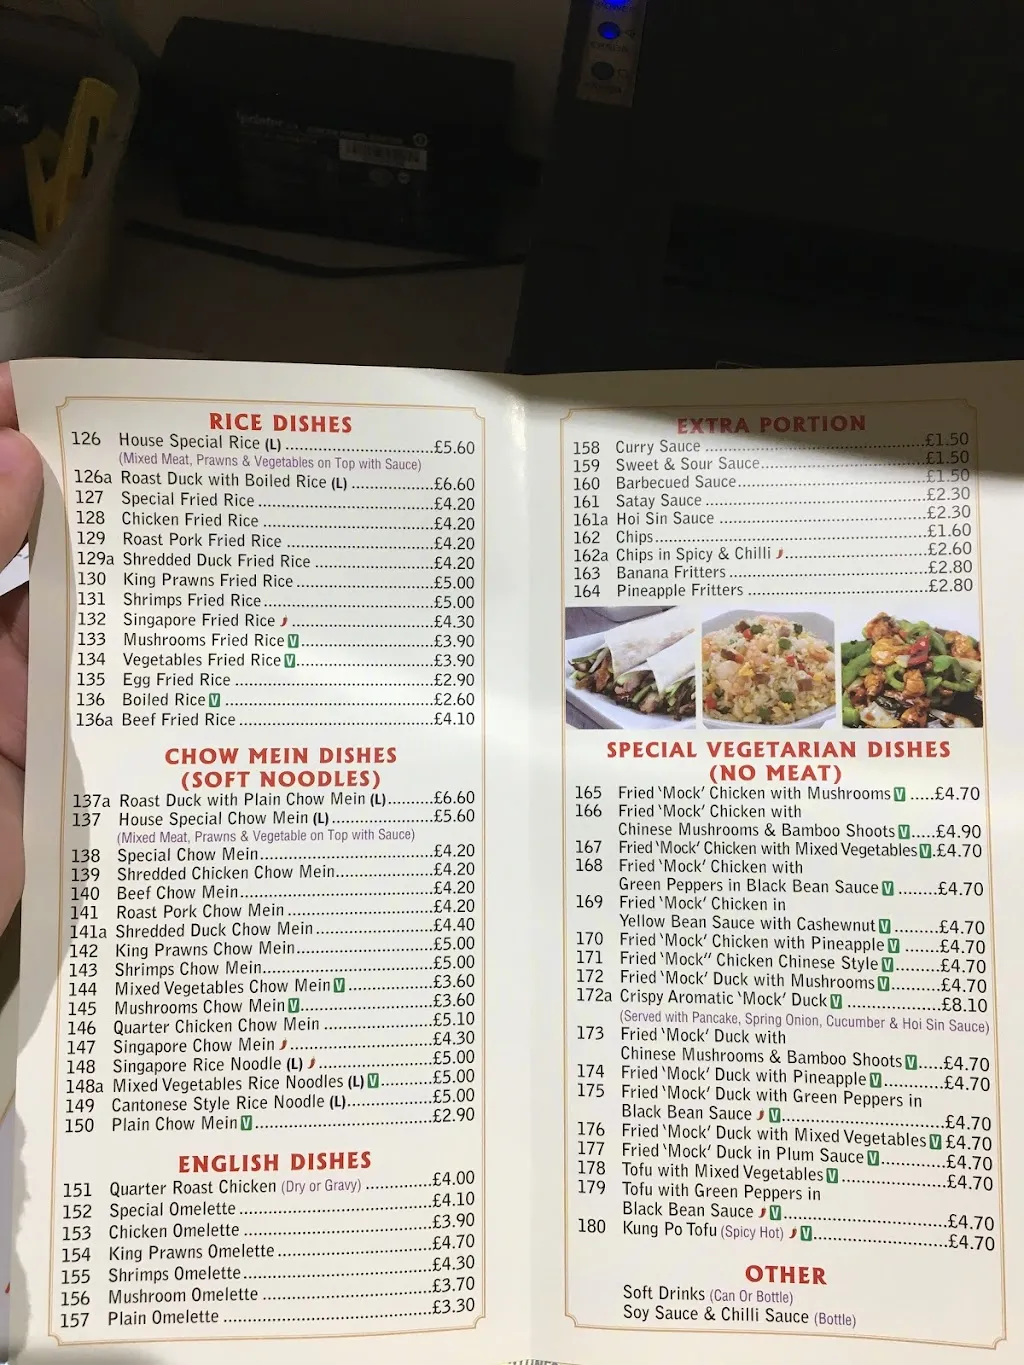 RICE DISHES
126 House Special Rice (L) £5.60
(Mixed Meat, Prawns & Vegetables on Top with Sauce)
126a Roast Duck with Boiled Rice (L) £6.60
127 Special Fried Rice £4.20
128 Chicken Fried Rice £4.20
129 Roast Pork Fried Rice £4.20
129a Shredded Duck Fried Rice £4.20
130 King Prawns Fried Rice £5.00
131 Shrimps Fried Rice £5.00
132 Singapore Fried Rice £4.30
133 Mushrooms Fried Rice V £3.90
134 Vegetables Fried Rice V £3.90
135 Egg Fried Rice £2.90
136 Boiled Rice V £2.60
136a Beef Fried Rice £4.10
CHOW MEIN DISHES
(SOFT NOODLES)
137a Roast Duck with Plain Chow Mein (L) £6.60
137 House Special Chow Mein (L) £5.60
(Mixed Meat, Prawns & Vegetable on Top with Sauce)
138 Special Chow Mein £4.20
139 Shredded Chicken Chow Mein £4.20
140 Beef Chow Mein £4.20
141 Roast Pork Chow Mein £4.20
141a Shredded Duck Chow Mein £4.40
142 King Prawns Chow Mein £5.00
143 Shrimps Chow Mein £5.00
144 Mixed Vegetables Chow Mein V £3.60
145 Mushrooms Chow Mein V £3.60
146 Quarter Chicken Chow Mein £5.10
147 Singapore Chow Mein £4.30
148 Singapore Rice Noodle (L) £5.00
148a Mixed Vegetables Rice Noodles (L) V £5.00
149 Cantonese Style Rice Noodle (L) £5.00
150 Plain Chow Mein V £2.90
ENGLISH DISHES
151 Quarter Roast Chicken (Dry or Gravy) £4.00
152 Special Omelette £4.10
153 Chicken Omelette £3.90
154 King Prawns Omelette £4.70
155 Shrimps Omelette £4.30
156 Mushroom Omelette £3.70
157 Plain Omelette £3.30
EXTRA PORTION
158 Curry Sauce £1.50
159 Sweet & Sour Sauce £1.50
160 Barbecued Sauce £1.50
161 Satay Sauce £2.30
161a Hoi Sin Sauce £2.30
162 Chips £1.60
162a Chips in Spicy & Chilli £2.60
163 Banana Fritters £2.80
164 Pineapple Fritters £2.80
SPECIAL VEGETARIAN DISHES
(NO MEAT)
165 Fried 'Mock' Chicken with Mushrooms V £4.70
166 Fried 'Mock' Chicken with
Chinese Mushrooms & Bamboo Shoots V £4.90
167 Fried 'Mock' Chicken with Mixed Vegetables V £4.70
168 Fried 'Mock' Chicken with
Green Peppers in Black Bean Sauce V £4.70
169 Fried 'Mock' Chicken in
Yellow Bean Sauce with Cashewnut V £4.70
170 Fried 'Mock' Chicken with Pineapple V £4.70
171 Fried 'Mock'' Chicken Chinese Style V £4.70
172 Fried 'Mock' Duck with Mushrooms V £4.70
172a Crispy Aromatic 'Mock' Duck V £8.10
(Served with Pancake, Spring Onion, Cucumber & Hoi Sin Sauce)
173 Fried 'Mock' Duck with
Chinese Mushrooms & Bamboo Shoots V £4.70
174 Fried 'Mock' Duck with Pineapple V £4.70
175 Fried 'Mock' Duck with Green Peppers in
Black Bean Sauce V £4.70
176 Fried 'Mock' Duck with Mixed Vegetables V £4.70
177 Fried 'Mock' Duck in Plum Sauce V £4.70
178 Tofu with Mixed Vegetables V £4.70
179 Tofu with Green Peppers in
Black Bean Sauce V £4.70
180 Kung Po Tofu (Spicy Hot) V £4.70
OTHER
Soft Drinks (Can Or Bottle)
Soy Sauce & Chilli Sauce (Bottle)